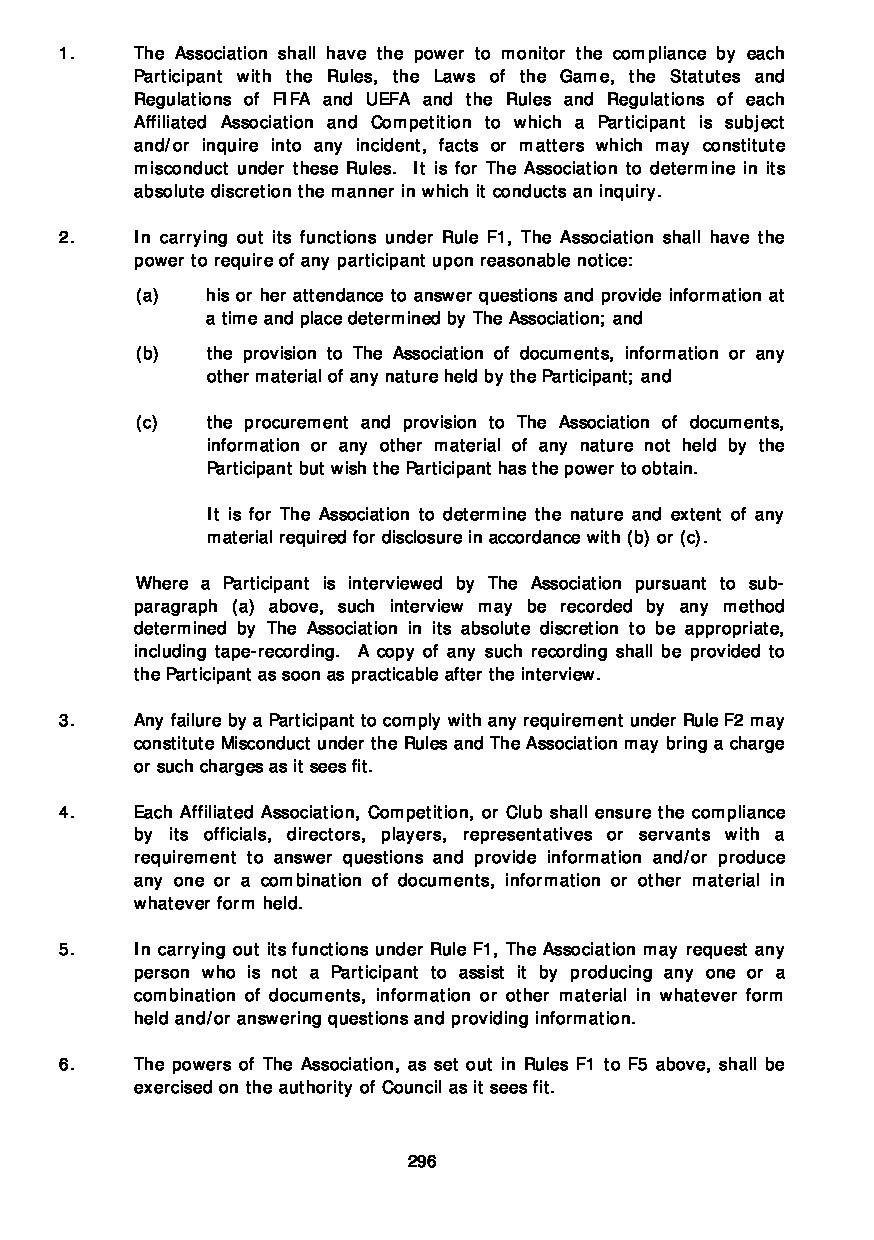 1. The Association shall have the power to monitor the compliance by each
Participant with the Rules, the Laws of the Game, the Statutes and
Regulations of FIFA and UEFA and the Rules and Regulations of each
Affiliated Association and Competition to which a Participant is subject
and/or inquire into any incident, facts or matters which may constitute
misconduct under these Rules. It is for The Association to determine in its
absolute discretion the manner in which it conducts an inquiry.
2. In carrying out its functions under Rule F1, The Association shall have the
power to require of any participant upon reasonable notice:
(a) his or her attendance to answer questions and provide information at
a time and place determined by The Association; and
(b) the provision to The Association of documents, information or any
other material of any nature held by the Participant; and
(c) the procurement and provision to The Association of documents,
information or any other material of any nature not held by the
Participant but wish the Participant has the power to obtain.
It is for The Association to determine the nature and extent of any
material required for disclosure in accordance with (b) or (c).
Where a Participant is interviewed by The Association pursuant to sub-
paragraph (a) above, such interview may be recorded by any method
determined by The Association in its absolute discretion to be appropriate,
including tape-recording. A copy of any such recording shall be provided to
the Participant as soon as practicable after the interview.
3. Any failure by a Participant to comply with any requirement under Rule F2 may
constitute Misconduct under the Rules and The Association may bring a charge
or such charges as it sees fit.
4. Each Affiliated Association, Competition, or Club shall ensure the compliance
by its officials, directors, players, representatives or servants with a
requirement to answer questions and provide information and/or produce
any one or a combination of documents, information or other material in
whatever form held.
5. In carrying out its functions under Rule F1, The Association may request any
person who is not a Participant to assist it by producing any one or a
combination of documents, information or other material in whatever form
held and/or answering questions and providing information.
6. The powers of The Association, as set out in Rules F1 to F5 above, shall be
exercised on the authority of Council as it sees fit.
296